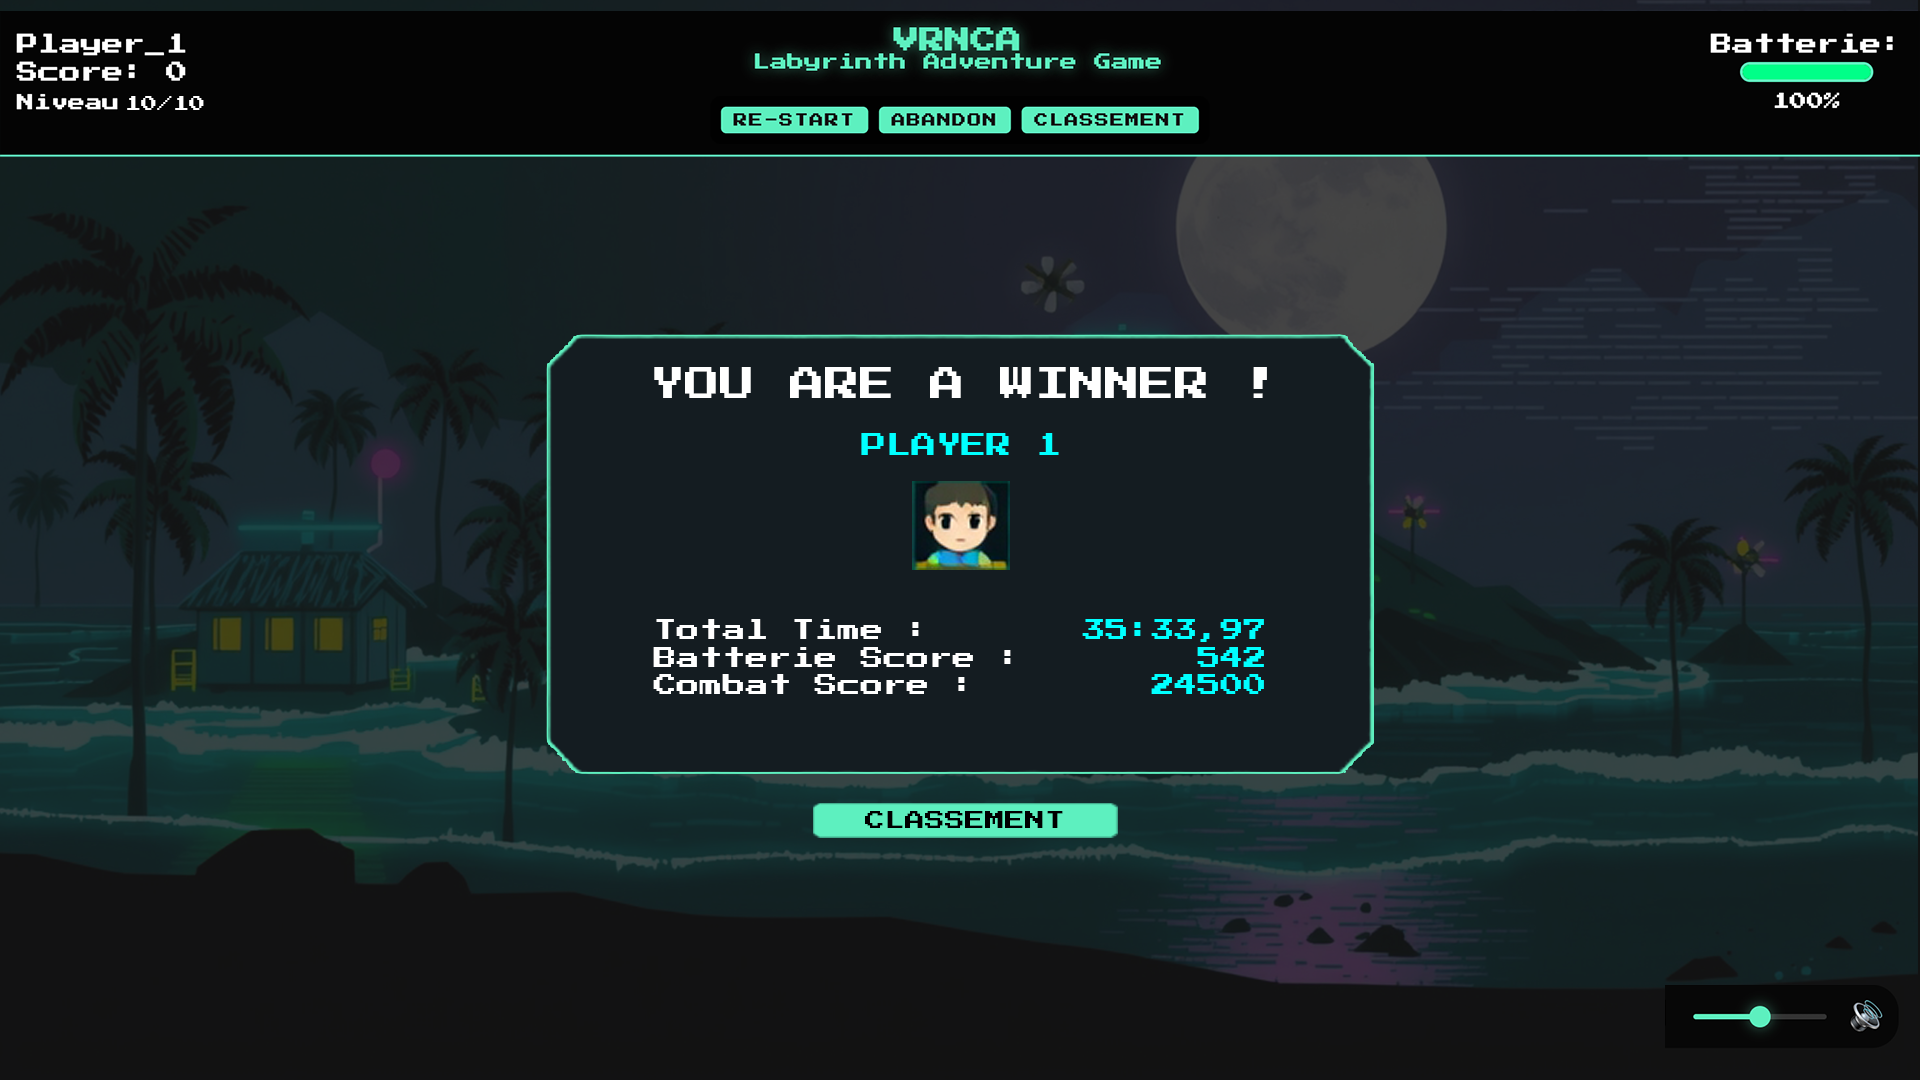 Player_1
Score: 0
Niveau 10/10
VRNCA
Labyrinth Adventure Game
RE-START ABANDON CLASSEMENT
Batterie:
100%
YOU ARE A WINNER !
PLAYER 1
Total Time : 35:33,97
Batterie Score : 542
Combat Score : 24500
CLASSEMENT